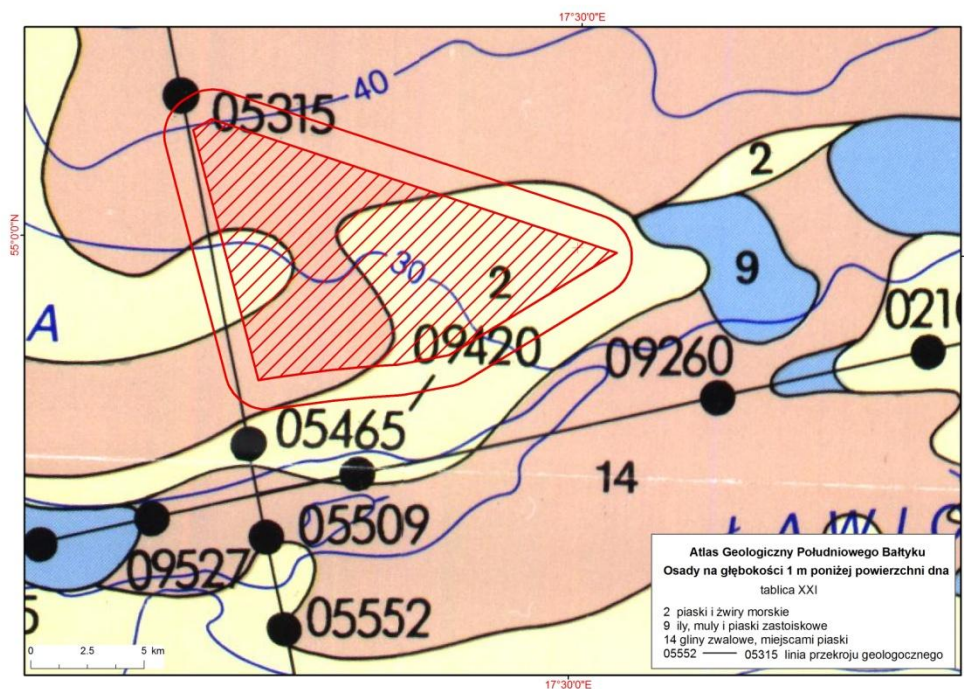 17°30'0"E
40
05315
2
55°0'0"N
30
2
9
A
0210
09420
09260
05465
14
05509
09527
05552
5
ŁAWIC
Atlas Geologiczny Południowego Bałtyku
Osady na głębokości 1 m poniżej powierzchni dna
tablica XXI
2 piaski i żwiry morskie
9 iły, muły i piaski zastoiskowe
14 gliny zwałowe, miejscami piaski
05552 —— 05315 linia przekroju geologocznego
0 2.5 5 km
17°30'0"E